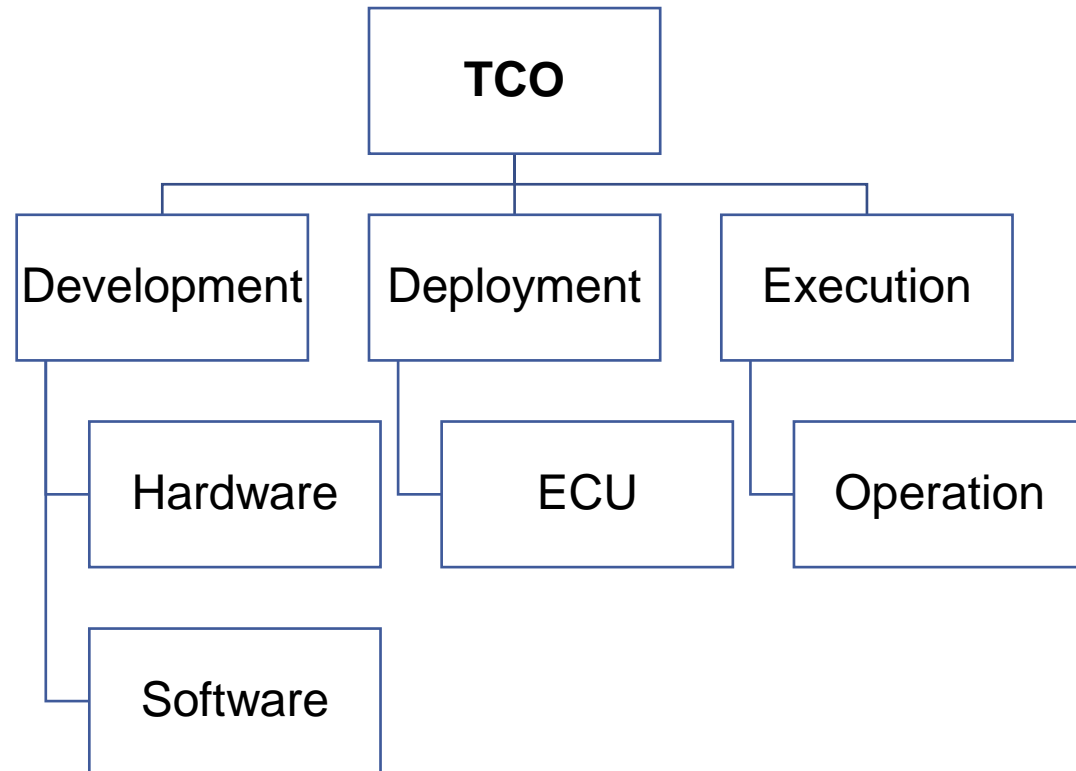 TCO
Development
Deployment
Execution
Hardware
ECU
Operation
Software